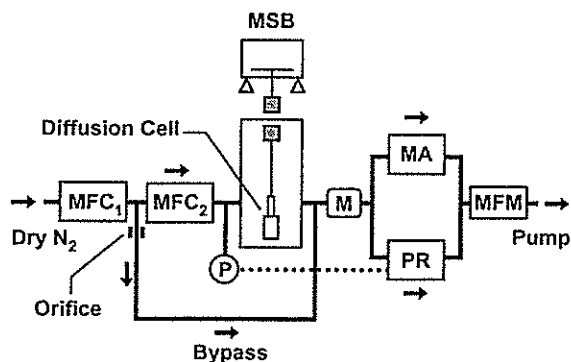 MSB
Diffusion Cell
MA
MFC1
MFC2
M
MFM
Dry N2
Pump
P
PR
Orifice
Bypass